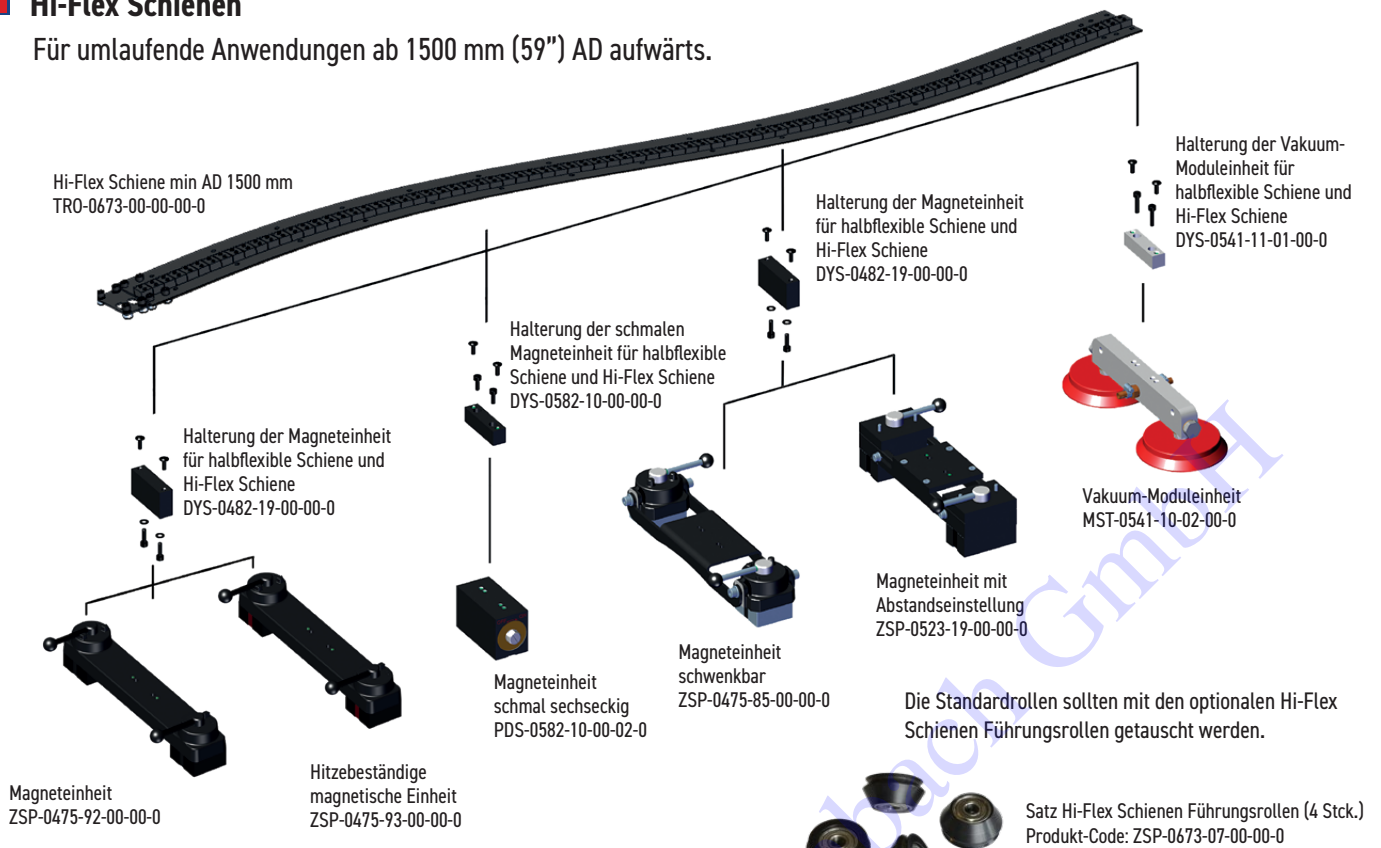 Hi-Flex Schienen
Für umlaufende Anwendungen ab 1500 mm (59”) AD aufwärts.
Hi-Flex Schiene min AD 1500 mm
TRO-0673-00-00-00-0
Halterung der Vakuum-
Moduleinheit für
halbflexible Schiene und
Hi-Flex Schiene
DYS-0541-11-01-00-0
Halterung der Magneteinheit
für halbflexible Schiene und
Hi-Flex Schiene
DYS-0482-19-00-00-0
Halterung der schmalen
Magneteinheit für halbflexible
Schiene und Hi-Flex Schiene
DYS-0582-10-00-00-0
Halterung der Magneteinheit
für halbflexible Schiene und
Hi-Flex Schiene
DYS-0482-19-00-00-0
Vakuum-Moduleinheit
MST-0541-10-02-00-0
Magneteinheit mit
Abstandseinstellung
ZSP-0523-19-00-00-0
Magneteinheit
schwenkbar
ZSP-0475-85-00-00-0
Magneteinheit
schmal sechseckig
PDS-0582-10-00-02-0
Hitzebeständige
magnetische Einheit
ZSP-0475-93-00-00-0
Magneteinheit
ZSP-0475-92-00-00-0
Die Standardrollen sollten mit den optionalen Hi-Flex
Schienen Führungsrollen getauscht werden.
Satz Hi-Flex Schienen Führungsrollen (4 Stck.)
Produkt-Code: ZSP-0673-07-00-00-0
bach GmbH